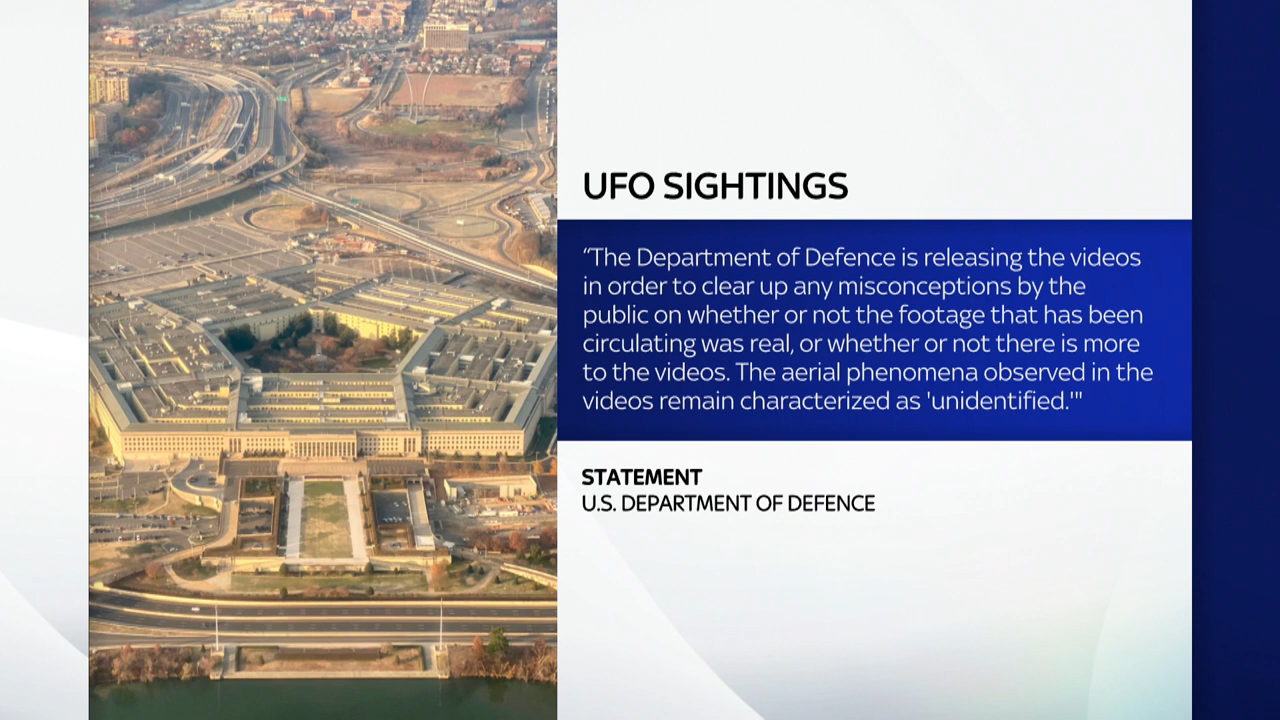 UFO SIGHTINGS
“The Department of Defence is releasing the videos
in order to clear up any misconceptions by the
public on whether or not the footage that has been
circulating was real, or whether or not there is more
to the videos. The aerial phenomena observed in the
videos remain characterized as 'unidentified.'"
STATEMENT
U.S. DEPARTMENT OF DEFENCE